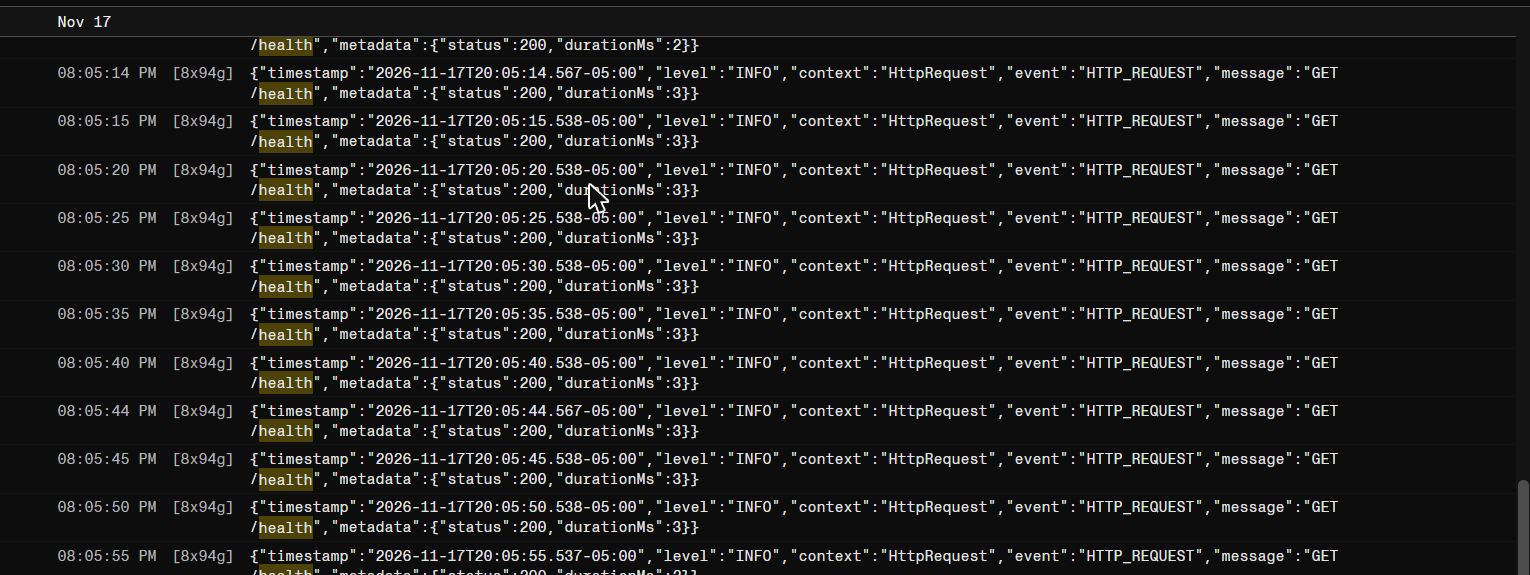 Nov 17
/health","metadata":{"status":200,"durationMs":2}}
08:05:14 PM [8x94g] {"timestamp":"2026-11-17T20:05:14.567-05:00","level":"INFO","context":"HttpRequest","event":"HTTP_REQUEST","message":"GET
/health","metadata":{"status":200,"durationMs":3}}
08:05:15 PM [8x94g] {"timestamp":"2026-11-17T20:05:15.538-05:00","level":"INFO","context":"HttpRequest","event":"HTTP_REQUEST","message":"GET
/health","metadata":{"status":200,"durationMs":3}}
08:05:20 PM [8x94g] {"timestamp":"2026-11-17T20:05:20.538-05:00","level":"INFO","context":"HttpRequest","event":"HTTP_REQUEST","message":"GET
/health","metadata":{"status":200,"durationMs":3}}
08:05:25 PM [8x94g] {"timestamp":"2026-11-17T20:05:25.538-05:00","level":"INFO","context":"HttpRequest","event":"HTTP_REQUEST","message":"GET
/health","metadata":{"status":200,"durationMs":3}}
08:05:30 PM [8x94g] {"timestamp":"2026-11-17T20:05:30.538-05:00","level":"INFO","context":"HttpRequest","event":"HTTP_REQUEST","message":"GET
/health","metadata":{"status":200,"durationMs":3}}
08:05:35 PM [8x94g] {"timestamp":"2026-11-17T20:05:35.538-05:00","level":"INFO","context":"HttpRequest","event":"HTTP_REQUEST","message":"GET
/health","metadata":{"status":200,"durationMs":3}}
08:05:40 PM [8x94g] {"timestamp":"2026-11-17T20:05:40.538-05:00","level":"INFO","context":"HttpRequest","event":"HTTP_REQUEST","message":"GET
/health","metadata":{"status":200,"durationMs":3}}
08:05:44 PM [8x94g] {"timestamp":"2026-11-17T20:05:44.567-05:00","level":"INFO","context":"HttpRequest","event":"HTTP_REQUEST","message":"GET
/health","metadata":{"status":200,"durationMs":3}}
08:05:45 PM [8x94g] {"timestamp":"2026-11-17T20:05:45.538-05:00","level":"INFO","context":"HttpRequest","event":"HTTP_REQUEST","message":"GET
/health","metadata":{"status":200,"durationMs":3}}
08:05:50 PM [8x94g] {"timestamp":"2026-11-17T20:05:50.538-05:00","level":"INFO","context":"HttpRequest","event":"HTTP_REQUEST","message":"GET
/health","metadata":{"status":200,"durationMs":3}}
08:05:55 PM [8x94g] {"timestamp":"2026-11-17T20:05:55.537-05:00","level":"INFO","context":"HttpRequest","event":"HTTP_REQUEST","message":"GET